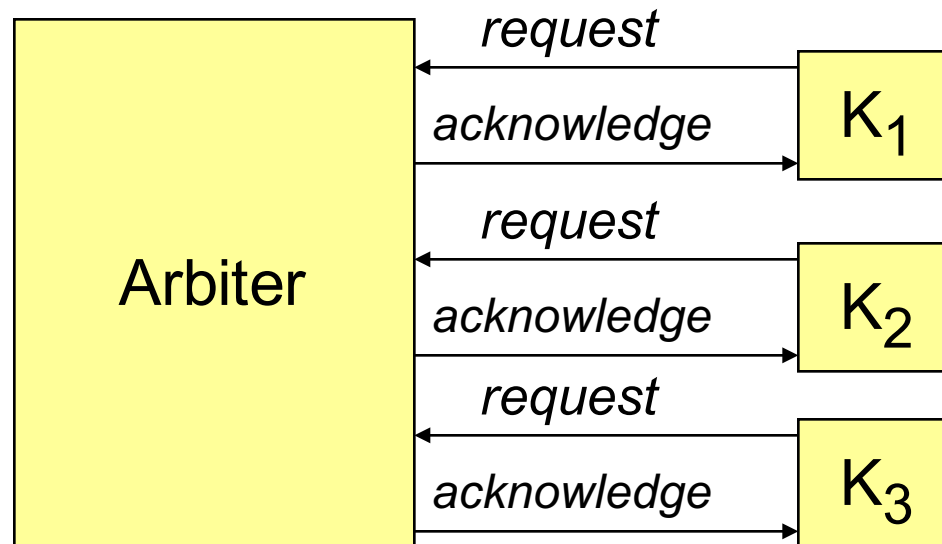 request
acknowledge
K1
request
Arbiter
acknowledge
K2
request
acknowledge
K3